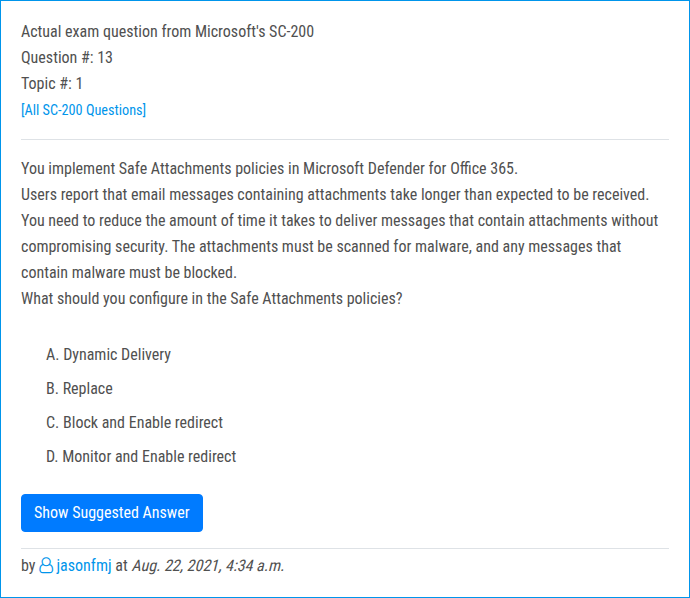 Actual exam question from Microsoft's SC-200
Question #: 13
Topic #: 1
[All SC-200 Questions]
You implement Safe Attachments policies in Microsoft Defender for Office 365.
Users report that email messages containing attachments take longer than expected to be received.
You need to reduce the amount of time it takes to deliver messages that contain attachments without
compromising security. The attachments must be scanned for malware, and any messages that
contain malware must be blocked.
What should you configure in the Safe Attachments policies?
A. Dynamic Delivery
B. Replace
C. Block and Enable redirect
D. Monitor and Enable redirect
Show Suggested Answer
by jasonfmj at Aug. 22, 2021, 4:34 a.m.